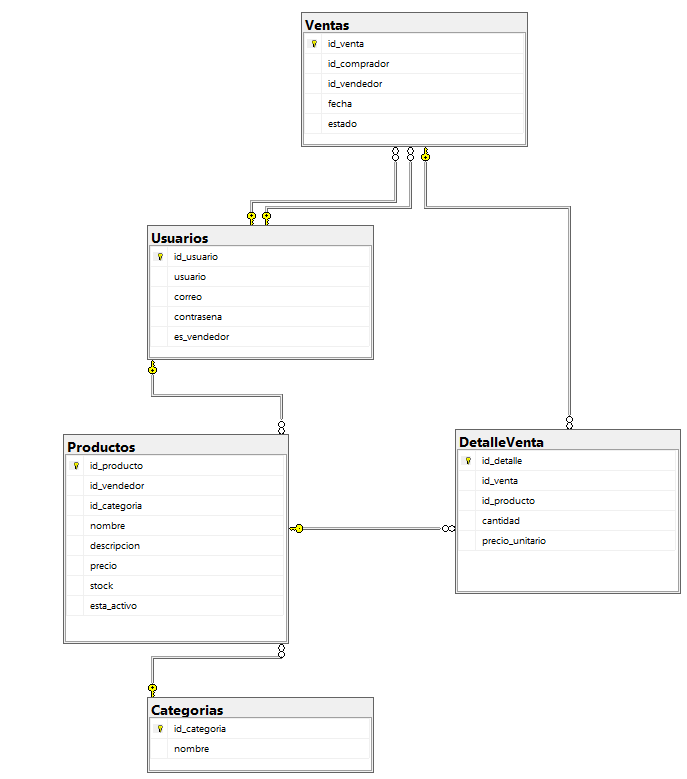 Ventas
id_venta
id_comprador
id_vendedor
fecha
estado
Usuarios
id_usuario
usuario
correo
contrasena
es_vendedor
Productos
id_producto
id_vendedor
id_categoria
nombre
descripcion
precio
stock
esta_activo
DetalleVenta
id_detalle
id_venta
id_producto
cantidad
precio_unitario
Categorias
id_categoria
nombre